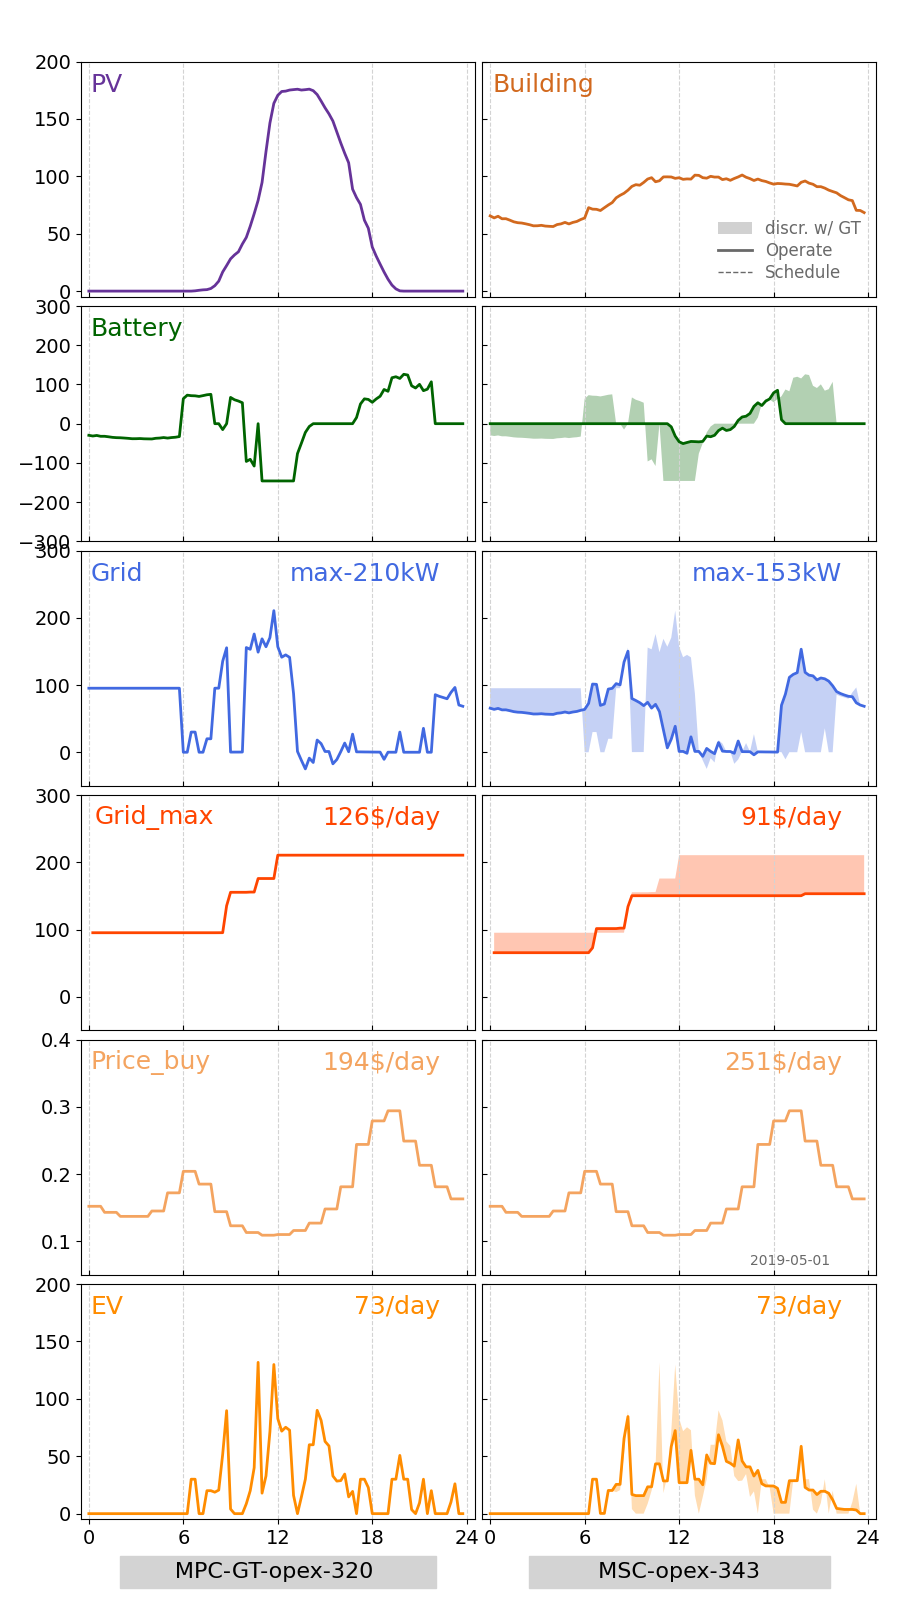 200
PV
Building
150
100
discr. w/ GT
50
Operate
Schedule
0
300
Battery
200
100
0
−100
−200
−300
300
Grid
max-210kW
max-153kW
200
100
0
300
Grid_max
126$/day
91$/day
200
100
0
0.4
Price_buy
194$/day
251$/day
0.3
0.2
0.1
2019-05-01
200
EV
73/day
73/day
150
100
50
0
0 6 12 18 24 0 6 12 18 24
MPC-GT-opex-320
MSC-opex-343